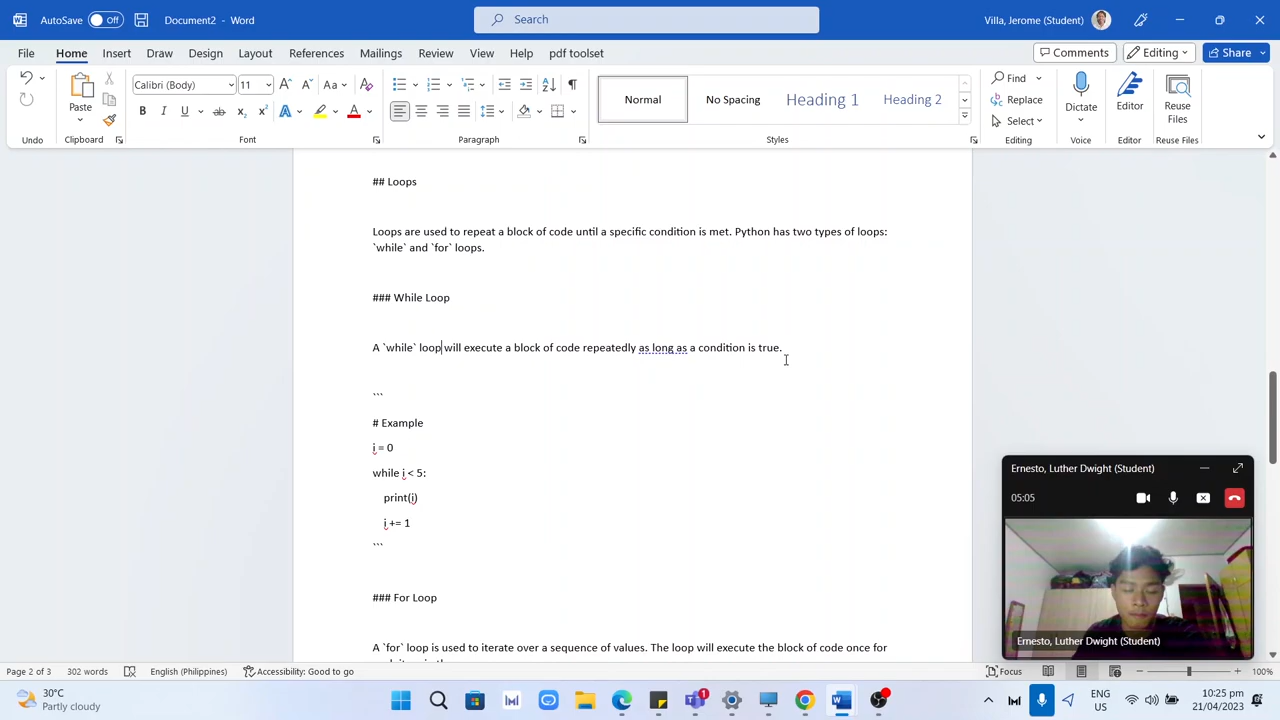 AutoSave Off Document2 - Word Search Villa, Jerome (Student)
File Home Insert Draw Design Layout References Mailings Review View Help pdf toolset Comments Editing Share
Calibri (Body) 11 Aa Find
Paste Normal No Spacing Heading 1 Heading 2 Replace Dictate Editor Reuse Files
Select
Undo Clipboard Font Paragraph Styles Editing Voice Editor Reuse Files
## Loops
Loops are used to repeat a block of code until a specific condition is met. Python has two types of loops:
`while` and `for` loops.
### While Loop
A `while` loop will execute a block of code repeatedly as long as a condition is true.
```
# Example
i = 0
while i < 5:
print(i)
i += 1
```
### For Loop
A `for` loop is used to iterate over a sequence of values. The loop will execute the block of code once for
Ernesto, Luther Dwight (Student)
05:05
Ernesto, Luther Dwight (Student)
Page 2 of 3 302 words English (Philippines) Accessibility: Good to go Focus 100%
30°C
Partly cloudy
1
ENG
US
10:25 pm
21/04/2023